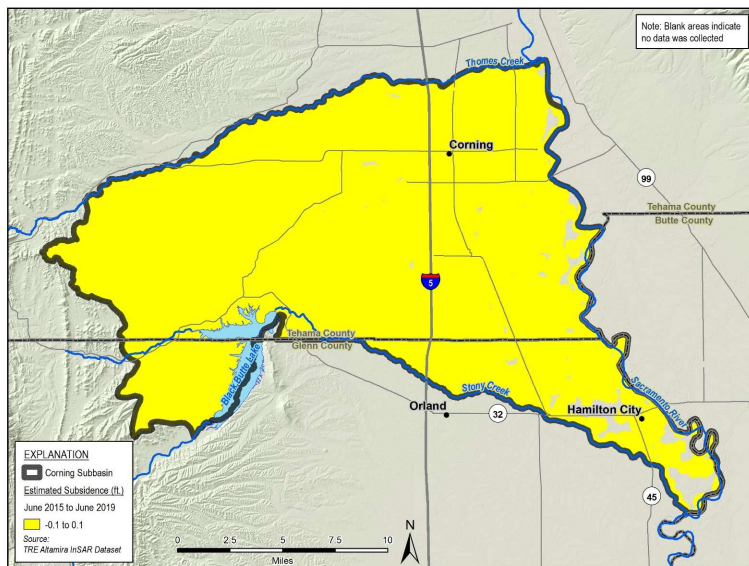 Note: Blank areas indicate
no data was collected
Thomes Creek
Corning
99
Tehama County
Butte County
5
Tehama County
Glenn County
Black Butte Lake
Stony Creek
Sacramento River
Orland
32
Hamilton City
45
EXPLANATION
Corning Subbasin
Estimated Subsidence (ft.)
June 2015 to June 2019
-0.1 to 0.1
Source:
TRE Altamira InSAR Dataset
N
0 2.5 5 7.5 10
Miles